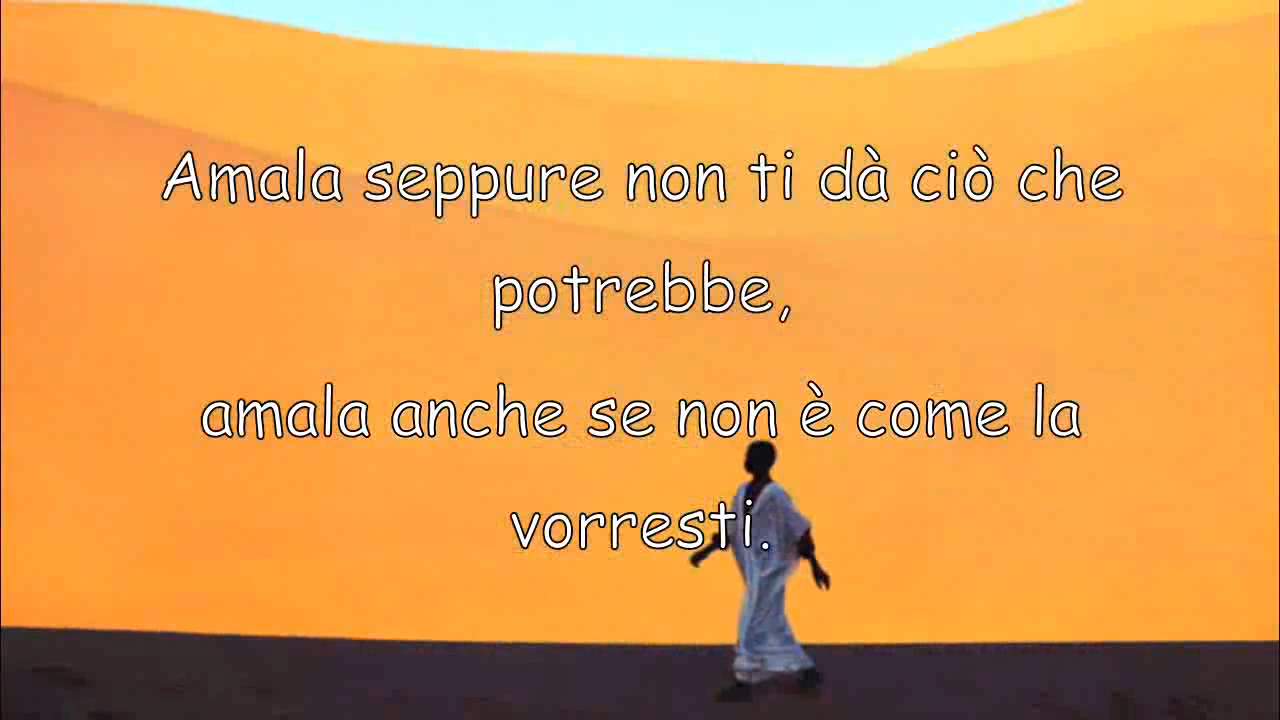 Amala seppure non ti dà ciò che
potrebbe,
amala anche se non è come la
vorresti.